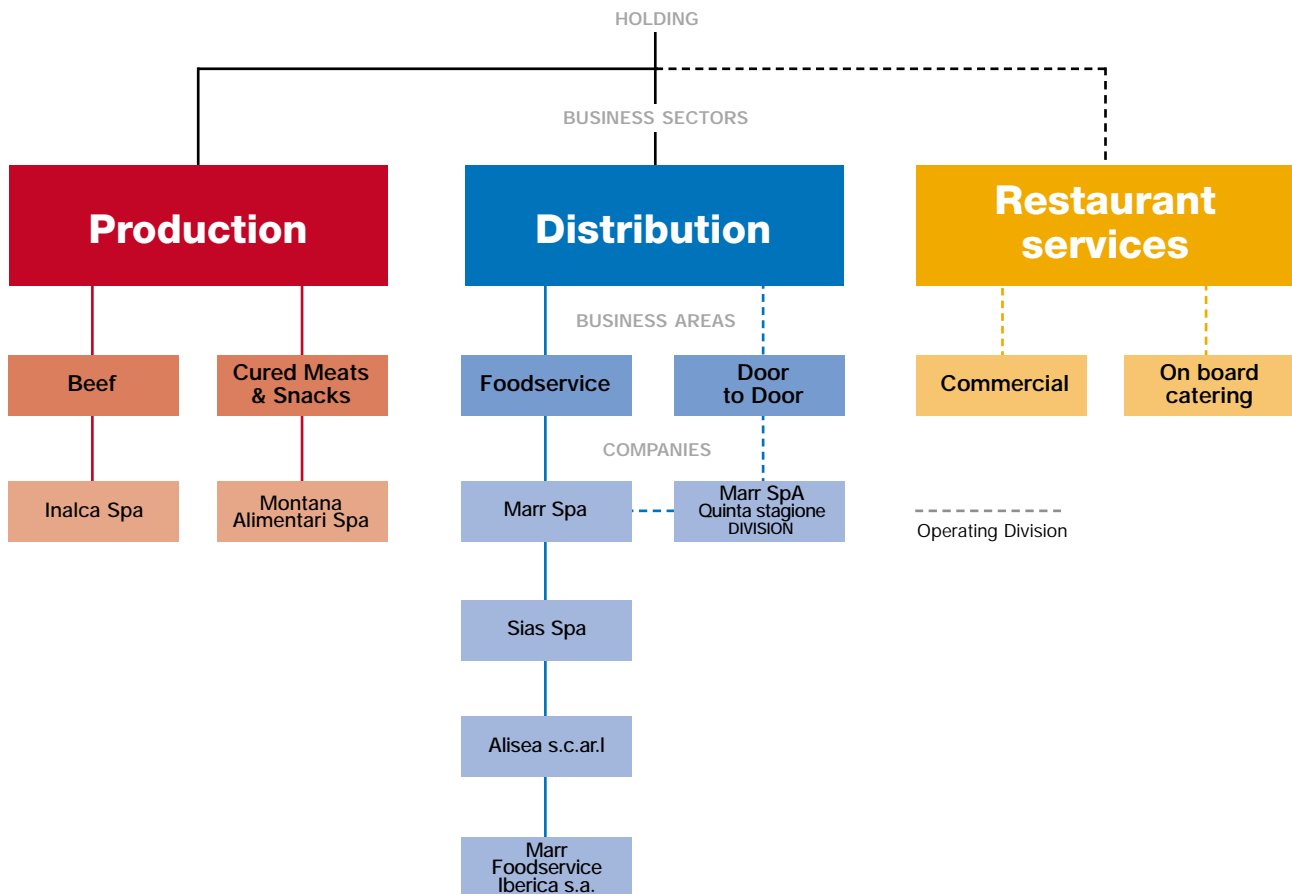 HOLDING
BUSINESS SECTORS
Production
Distribution
Restaurant
services
BUSINESS AREAS
Beef
Cured Meats
& Snacks
Foodservice
Door
to Door
Commercial
On board
catering
COMPANIES
Inalca Spa
Montana
Alimentari Spa
Marr Spa
Marr SpA
Quinta stagione
DIVISION
Operating Division
Sias Spa
Alisea s.c.ar.l
Marr
Foodservice
Iberica s.a.